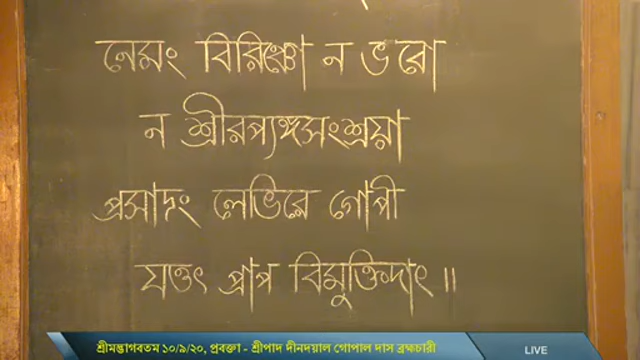 নেমং বিরিঞ্চো ন ভবো
ন শ্রীরপ্যঙ্গসংশ্রয়া
প্রসাদং লেভিরে গোপী
যত্তৎ প্রাপ বিমুক্তিদাৎ॥
শ্রীমদ্ভাগবতম ১০/৯/২০, প্রবক্তা - শ্রীপাদ দীনদয়াল গোপাল দাস ব্রহ্মচারী
LIVE